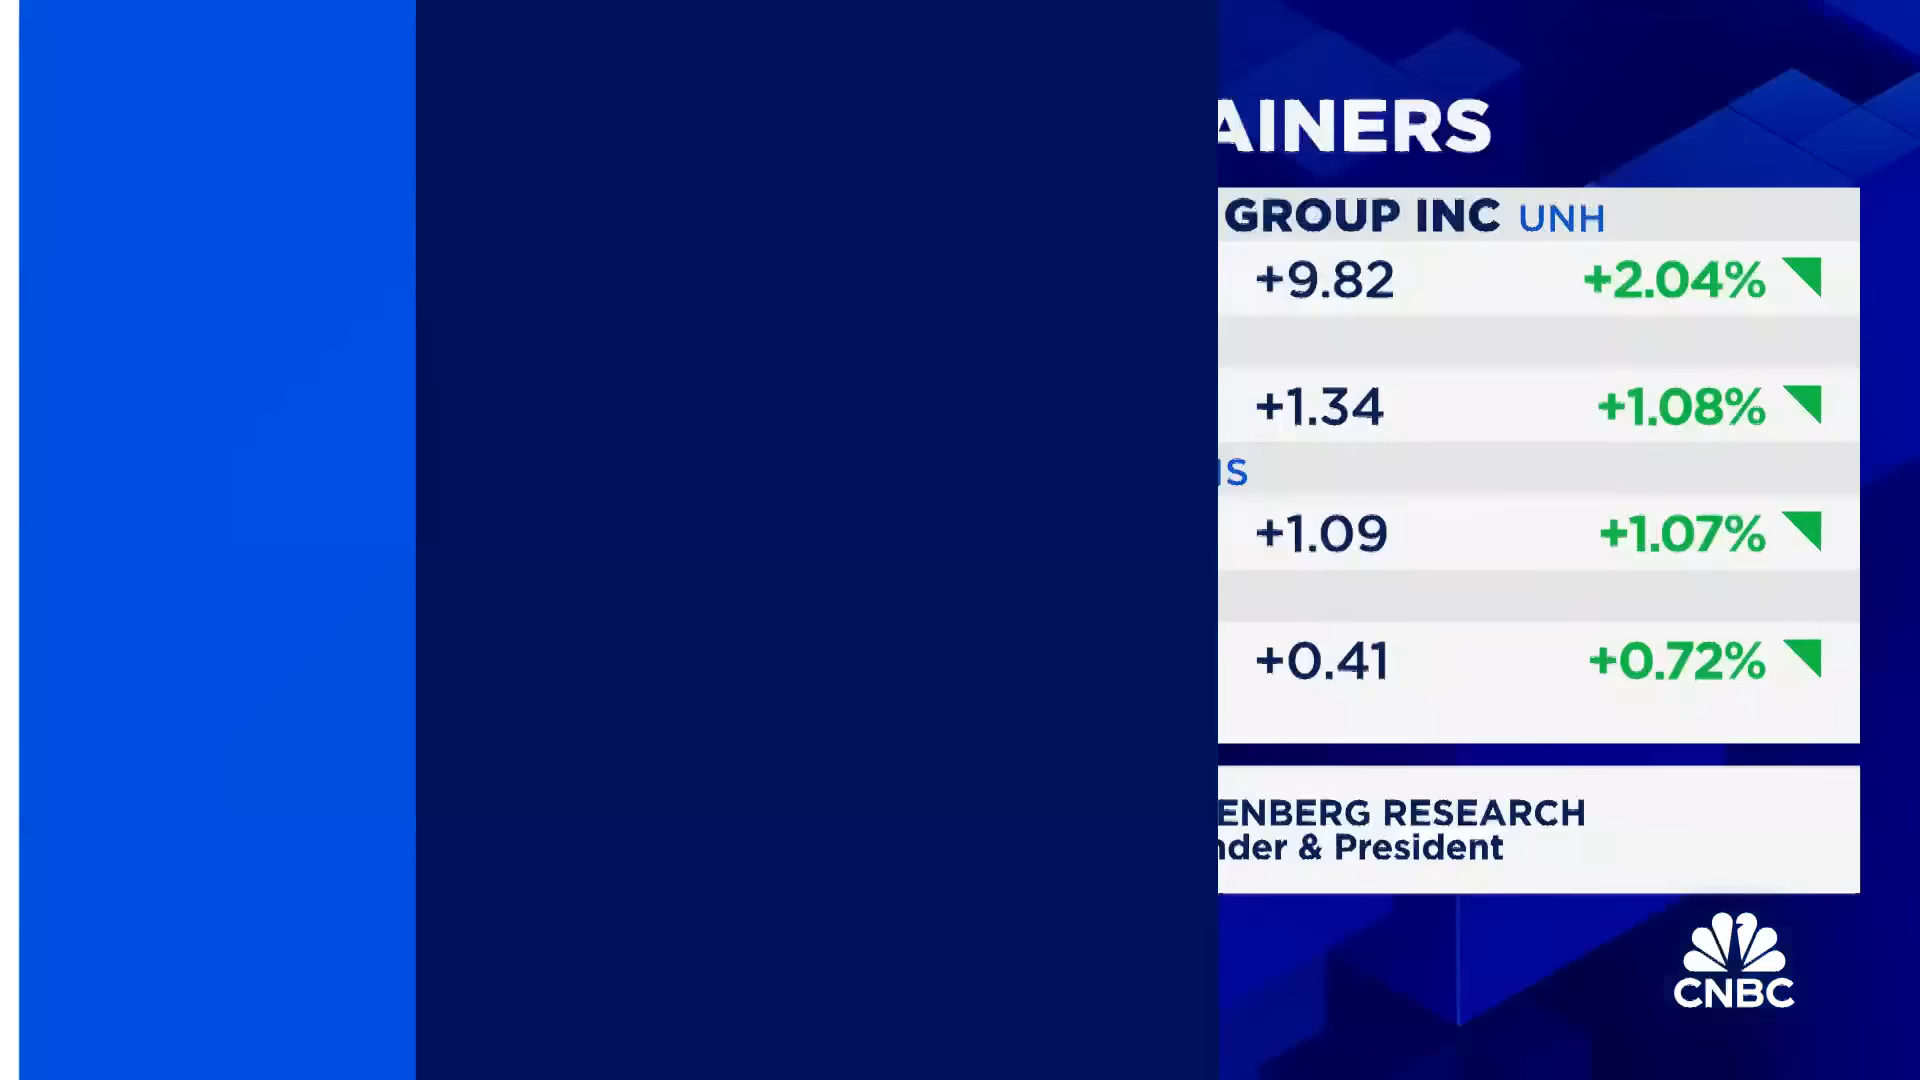 AINERS
GROUP INC UNH
+9.82 +2.04%
+1.34 +1.08%
S
+1.09 +1.07%
+0.41 +0.72%
ENBERG RESEARCH
nder & President
CNBC